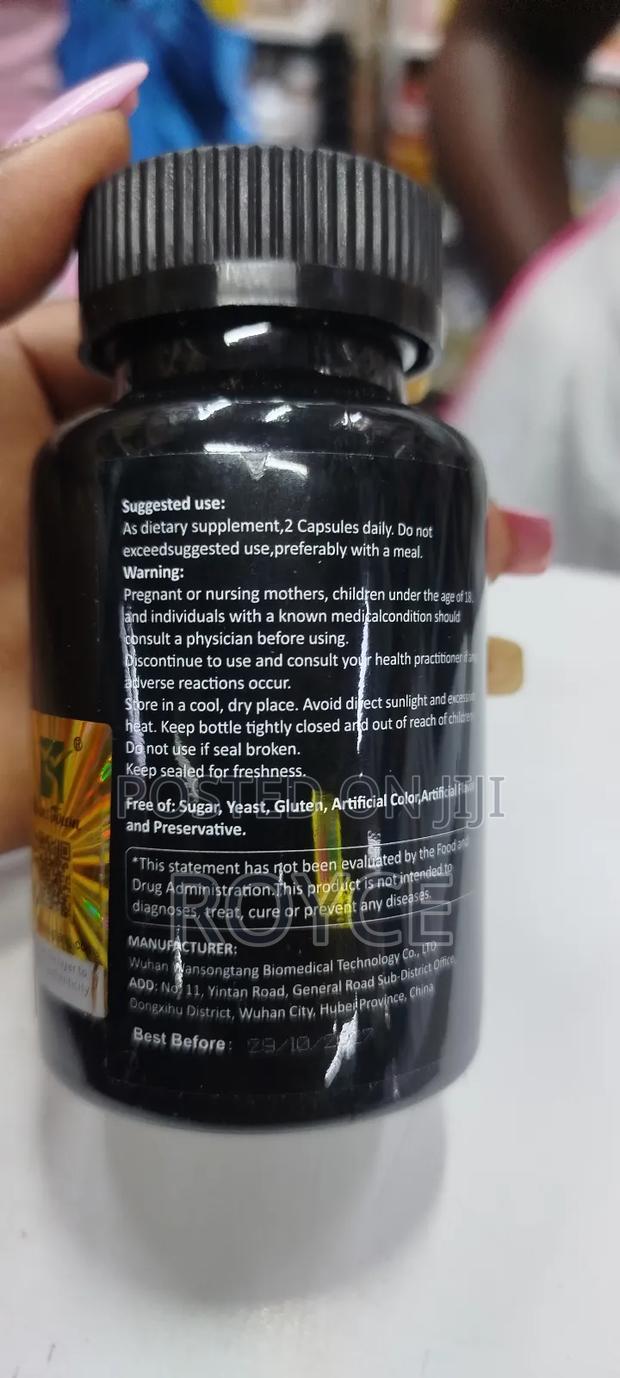 Suggested use:
As dietary supplement,2 Capsules daily. Do not
exceedsuggested use,preferably with a meal.
Warning:
Pregnant or nursing mothers, children under the age of 18
and individuals with a known medicalcondition should
consult a physician before using.
Discontinue to use and consult your health practitioner if any
adverse reactions occur.
Store in a cool, dry place. Avoid direct sunlight and excessive
heat. Keep bottle tightly closed and out of reach of children
Do not use if seal broken.
Keep sealed for freshness.
POSTED ON JIJI
Free of: Sugar, Yeast, Gluten, Artificial Color,Artificial Flavor
and Preservative.
*This statement has not been evaluated by the Food and
Drug Administration.This product is not intended to
diagnoses, treat, cure or prevent any diseases.
ROYCE
MANUFACTURER:
Wuhan Wansongtang Biomedical Technology Co., LTD
ADD: No. 11, Yintan Road, General Road Sub-District Office,
Dongxihu District, Wuhan City, Hubei Province, China
Best Before: 29/10/